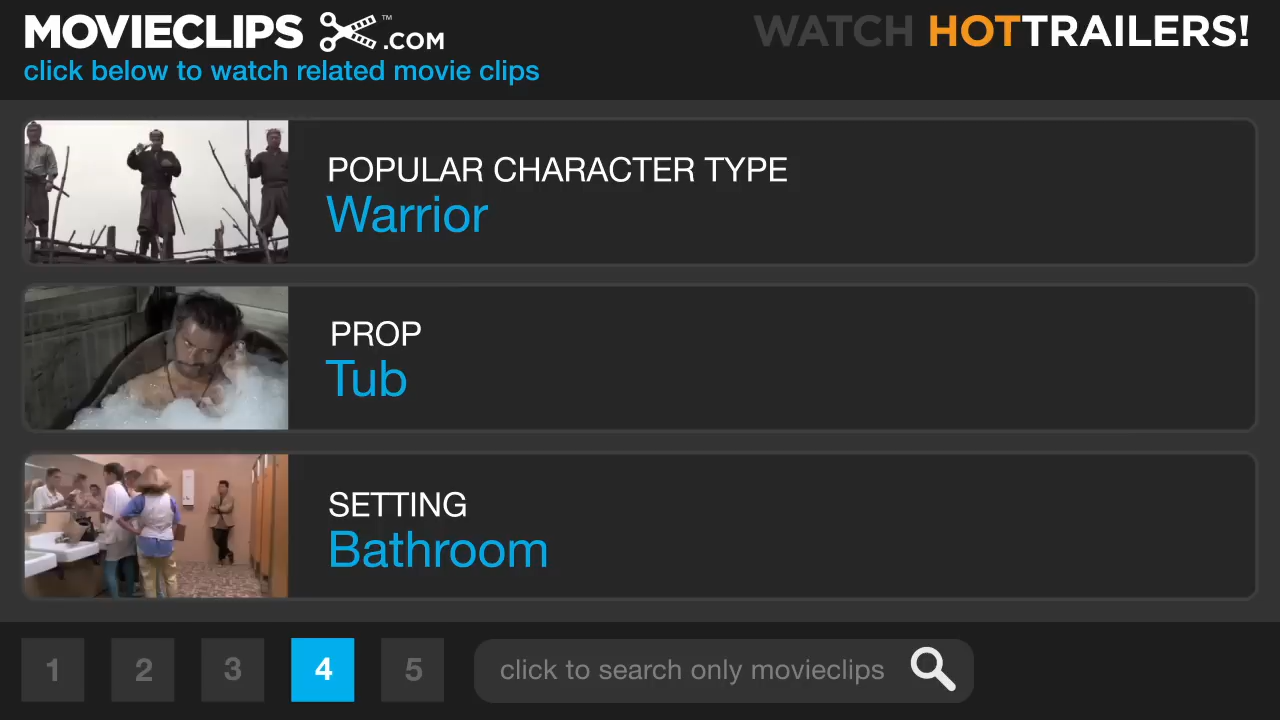 MOVIECLIPS ™ .COM
WATCH HOTTRAILERS!
click below to watch related movie clips
POPULAR CHARACTER TYPE
Warrior
PROP
Tub
SETTING
Bathroom
1 2 3 4 5
click to search only movieclips